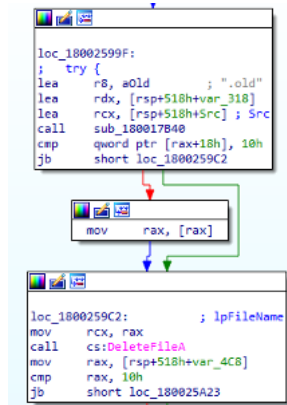 loc_18002599F:
;   try {
lea     r8, aOld        ; ".old"
lea     rdx, [rsp+518h+var_318]
lea     rcx, [rsp+518h+Src] ; Src
call    sub_180017B40
cmp     qword ptr [rax+18h], 10h
jb      short loc_1800259C2
mov     rax, [rax]
loc_1800259C2:          ; lpFileName
mov     rcx, rax
call    cs:DeleteFileA
mov     rax, [rsp+518h+var_4C8]
cmp     rax, 10h
jb      short loc_180025A23